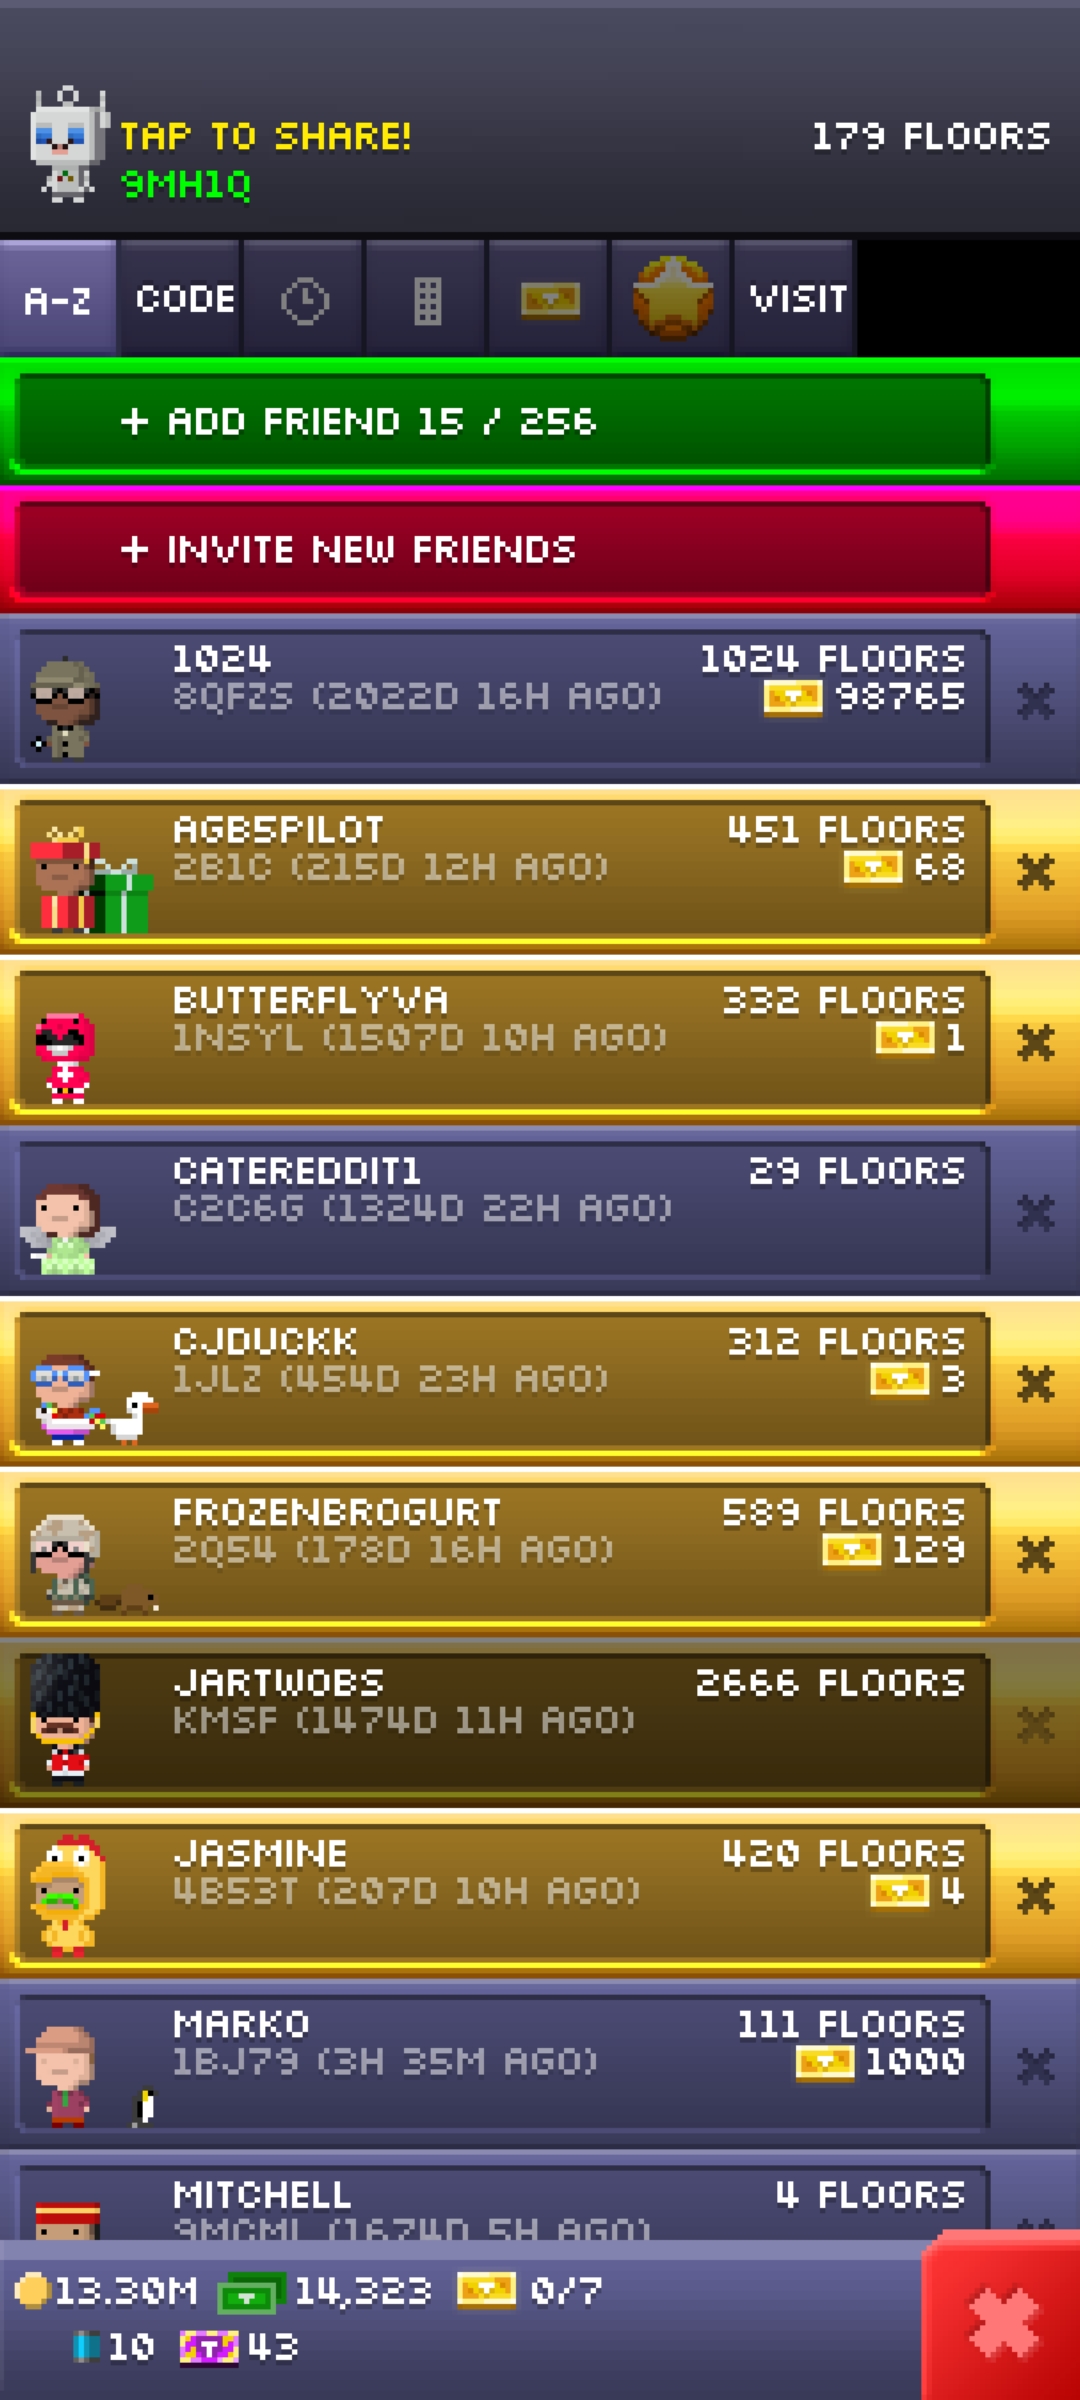 TAP TO SHARE!
179 FLOORS
9MH1Q
A-Z CODE VISIT
+ ADD FRIEND 15 / 256
+ INVITE NEW FRIENDS
1024 1024 FLOORS
8QFZS (2022D 16H AGO) 98765
AGB5PILOT 451 FLOORS
2B1C (215D 12H AGO) 68
BUTTERFLYVA 332 FLOORS
1NSYL (1507D 10H AGO) 1
CATEREDDIT1 29 FLOORS
C2C6G (1324D 22H AGO)
CJDUCKK 312 FLOORS
1JLZ (454D 23H AGO) 3
FROZENBROGURT 589 FLOORS
2Q54 (178D 16H AGO) 129
JARTWOBS 2666 FLOORS
KMSF (1474D 11H AGO)
JASMINE 420 FLOORS
4B53T (207D 10H AGO) 4
MARKO 111 FLOORS
1BJ79 (3H 35M AGO) 1000
MITCHELL 4 FLOORS
(1674D 5H AGO)
13.30M 14,323 0/7
10 43